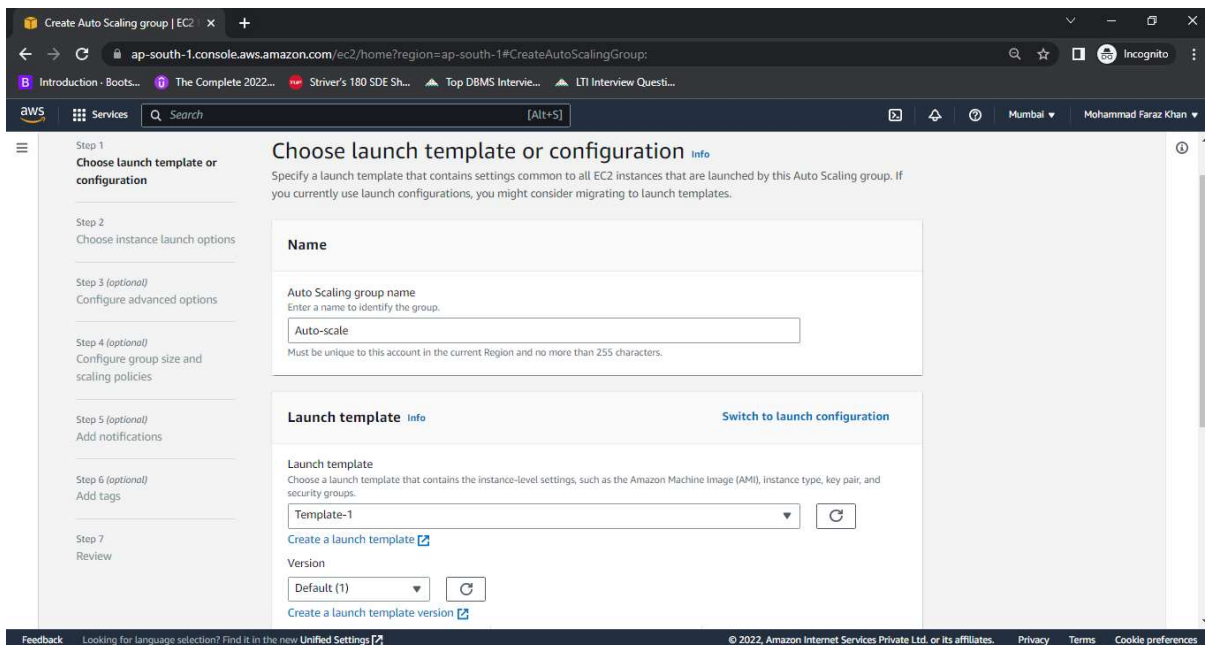 Create Auto Scaling group | EC2
ap-south-1.console.aws.amazon.com/ec2/home?region=ap-south-1#CreateAutoScalingGroup:
Incognito
B Introduction - Boots...
The Complete 2022...
Striver's 180 SDE Sh...
Top DBMS Intervie...
LTI Interview Questi...
aws
Services
Search
[Alt+S]
Mumbai
Mohammad Faraz Khan
Step 1
Choose launch template or
configuration
Step 2
Choose instance launch options
Step 3 (optional)
Configure advanced options
Step 4 (optional)
Configure group size and
scaling policies
Step 5 (optional)
Add notifications
Step 6 (optional)
Add tags
Step 7
Review
Choose launch template or configuration Info
Specify a launch template that contains settings common to all EC2 instances that are launched by this Auto Scaling group. If
you currently use launch configurations, you might consider migrating to launch templates.
Name
Auto Scaling group name
Enter a name to identify the group.
Auto-scale
Must be unique to this account in the current Region and no more than 255 characters.
Launch template Info
Switch to launch configuration
Launch template
Choose a launch template that contains the instance-level settings, such as the Amazon Machine Image (AMI), instance type, key pair, and
security groups.
Template-1
Create a launch template
Version
Default (1)
Create a launch template version
Feedback
Looking for language selection? Find it in the new Unified Settings
© 2022, Amazon Internet Services Private Ltd. or its affiliates.
Privacy
Terms
Cookie preferences